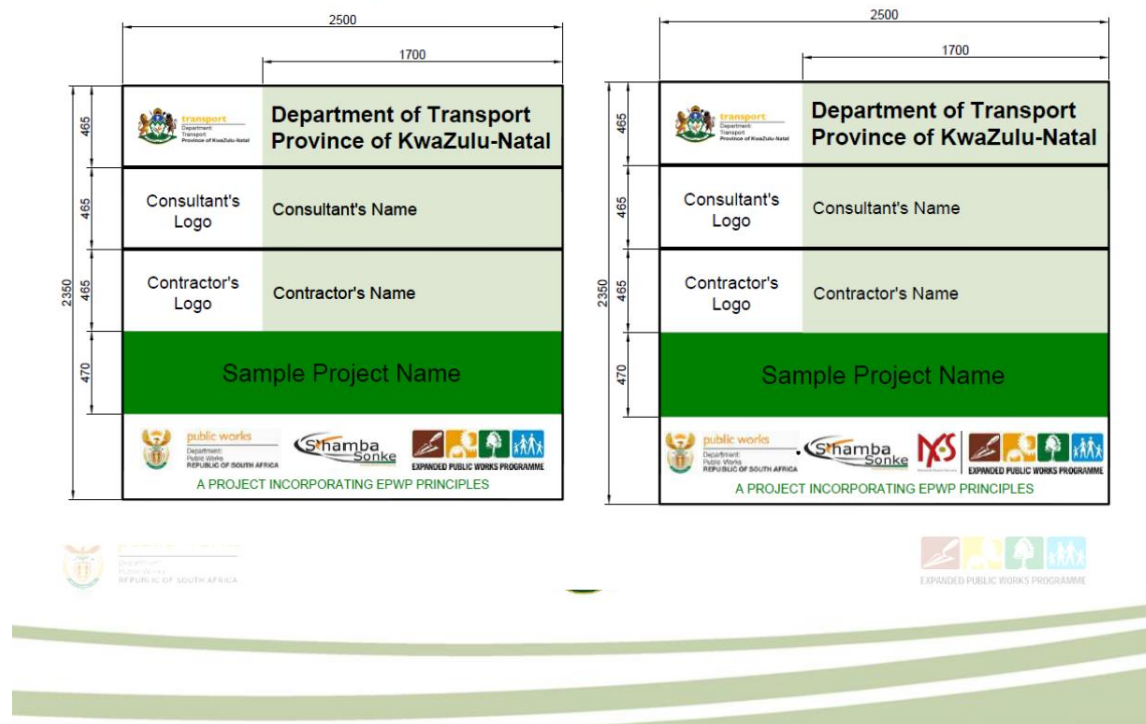 2500
1700
2350
465
465
465
470
transport
Department:
Transport
Province of KwaZulu-Natal
Department of Transport
Province of KwaZulu-Natal
Consultant's
Logo
Consultant's Name
Contractor's
Logo
Contractor's Name
Sample Project Name
public works
Department:
Public Works
REPUBLIC OF SOUTH AFRICA
S'hamba
Sonke
EXPANDED PUBLIC WORKS PROGRAMME
A PROJECT INCORPORATING EPWP PRINCIPLES
2500
1700
2350
465
465
465
470
transport
Department:
Transport
Province of KwaZulu-Natal
Department of Transport
Province of KwaZulu-Natal
Consultant's
Logo
Consultant's Name
Contractor's
Logo
Contractor's Name
Sample Project Name
public works
Department:
Public Works
REPUBLIC OF SOUTH AFRICA
S'hamba
Sonke
NYS
EXPANDED PUBLIC WORKS PROGRAMME
A PROJECT INCORPORATING EPWP PRINCIPLES
REPUBLIC OF SOUTH AFRICA
EXPANDED PUBLIC WORKS PROGRAMME